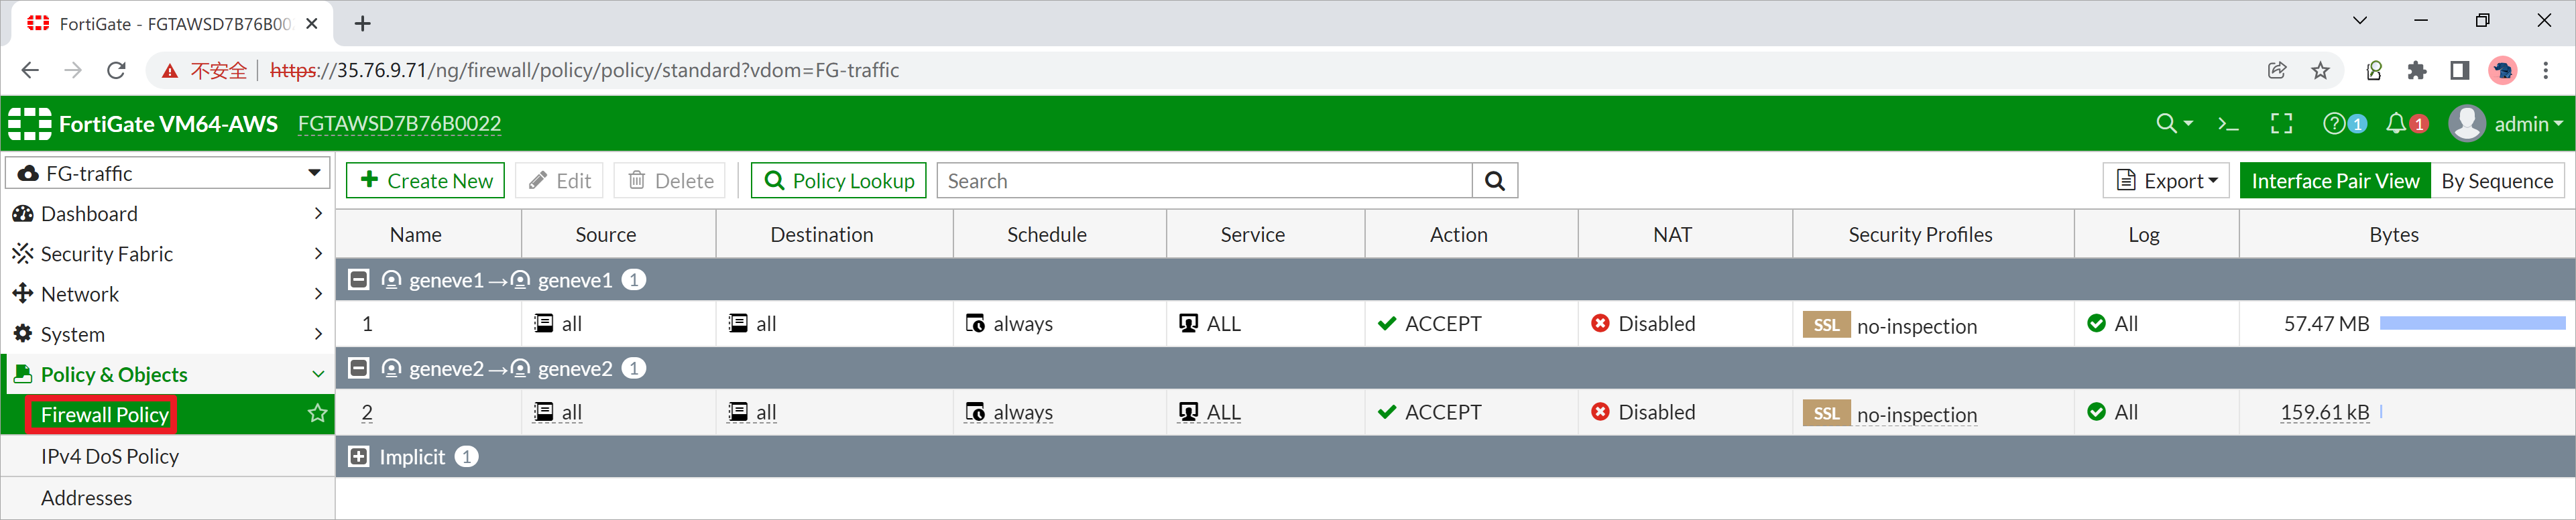 FortiGate - FGTAWSD7B76B00
不安全 https://35.76.9.71/ng/firewall/policy/policy/standard?vdom=FG-traffic
FortiGate VM64-AWS FGTAWSD7B76B0022 1 1 admin
FG-traffic
Create New Edit Delete Policy Lookup Search Export Interface Pair View By Sequence
Dashboard
Security Fabric
Network
System
Policy & Objects
Firewall Policy
IPv4 DoS Policy
Addresses
Name Source Destination Schedule Service Action NAT Security Profiles Log Bytes
geneve1 → geneve1 1
1 all all always ALL ACCEPT Disabled SSL no-inspection All 57.47 MB
geneve2 → geneve2 1
2 all all always ALL ACCEPT Disabled SSL no-inspection All 159.61 kB
Implicit 1